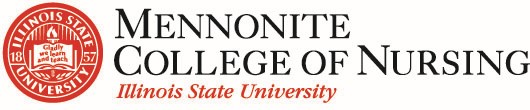 ILLINOIS STATE
18 57
Gladly
we learn
and teach
UNIVERSITY
MENNONITE
COLLEGE OF NURSING
Illinois State University